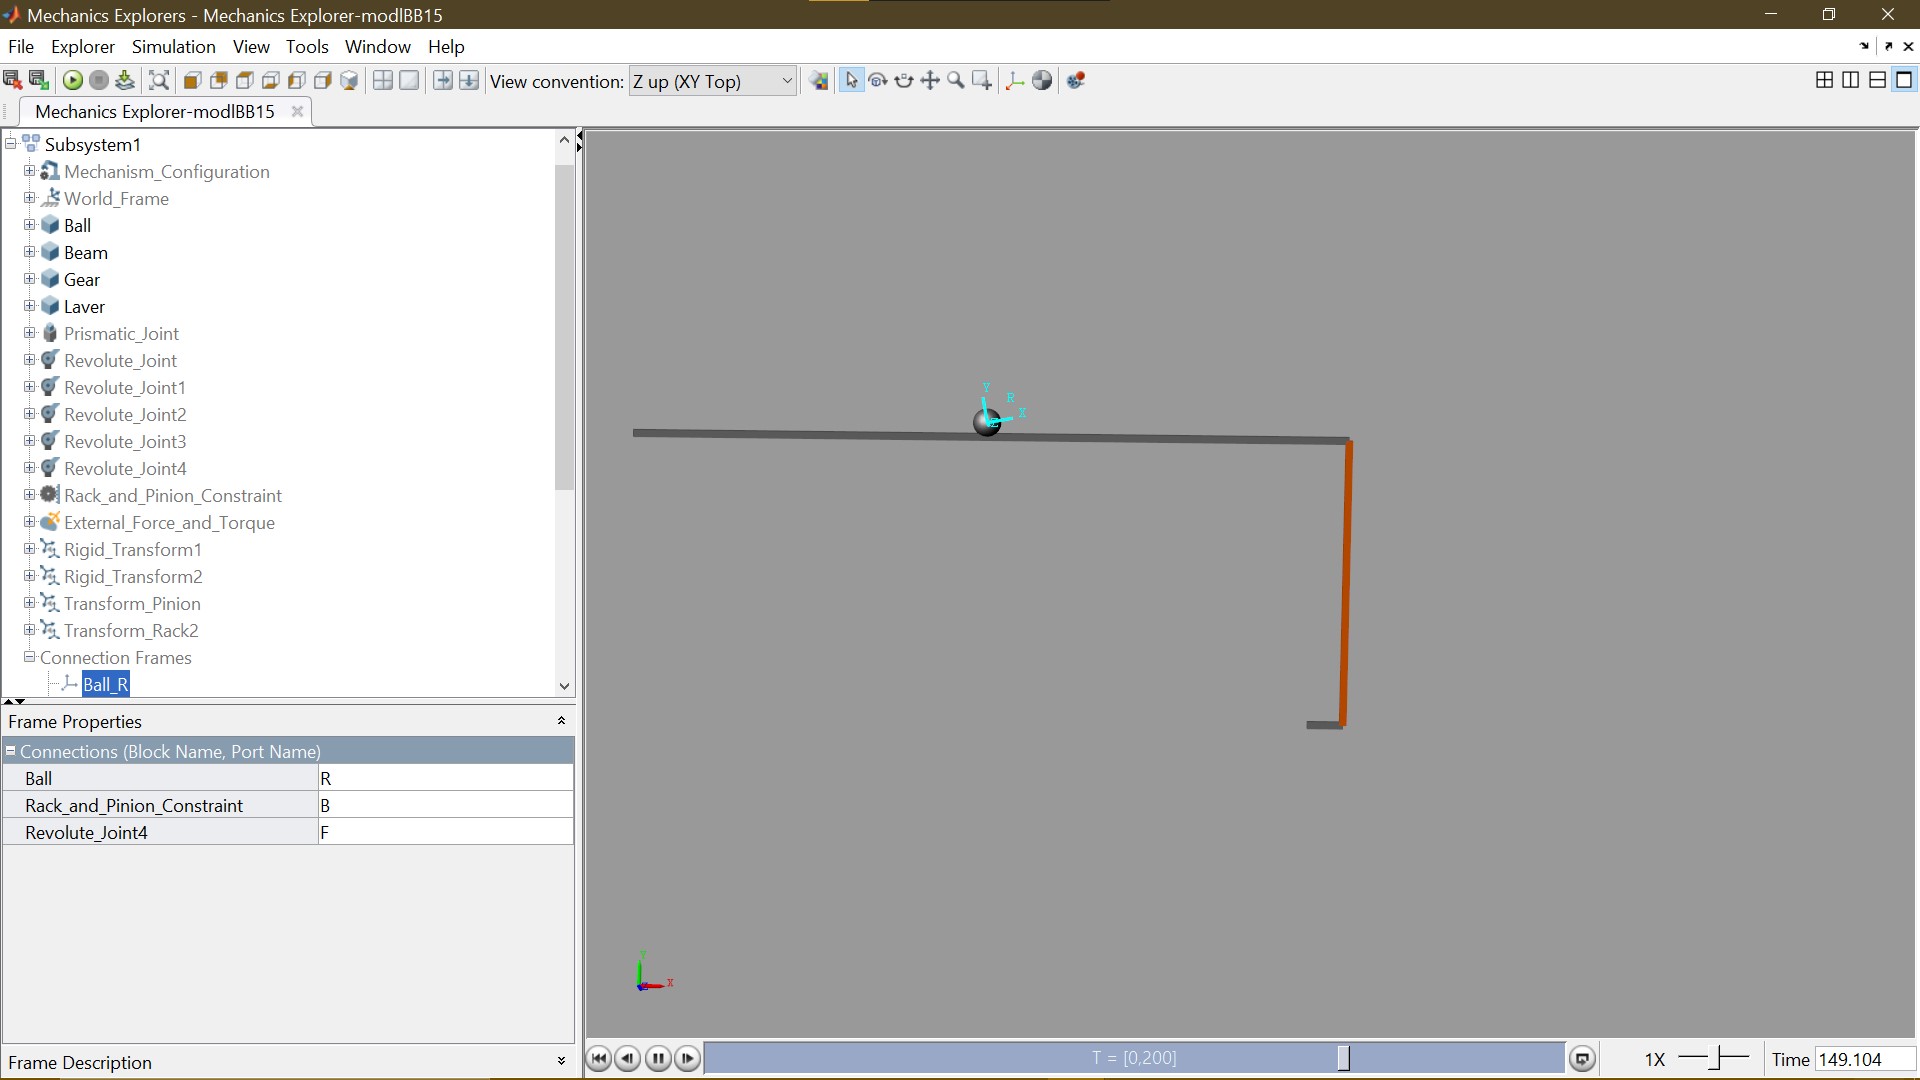 Mechanics Explorers - Mechanics Explorer-modlBB15
File Explorer Simulation View Tools Window Help
View convention: Z up (XY Top)
Mechanics Explorer-modlBB15
Subsystem1
Mechanism_Configuration
World_Frame
Ball
Beam
Gear
Laver
Prismatic_Joint
Revolute_Joint
Revolute_Joint1
Revolute_Joint2
Revolute_Joint3
Revolute_Joint4
Rack_and_Pinion_Constraint
External_Force_and_Torque
Rigid_Transform1
Rigid_Transform2
Transform_Pinion
Transform_Rack2
Connection Frames
Ball_R
Frame Properties
Connections (Block Name, Port Name)
Ball R
Rack_and_Pinion_Constraint B
Revolute_Joint4 F
Frame Description
Y
R
X
Z
Y
X
T = [0,200]
1X
Time 149.104